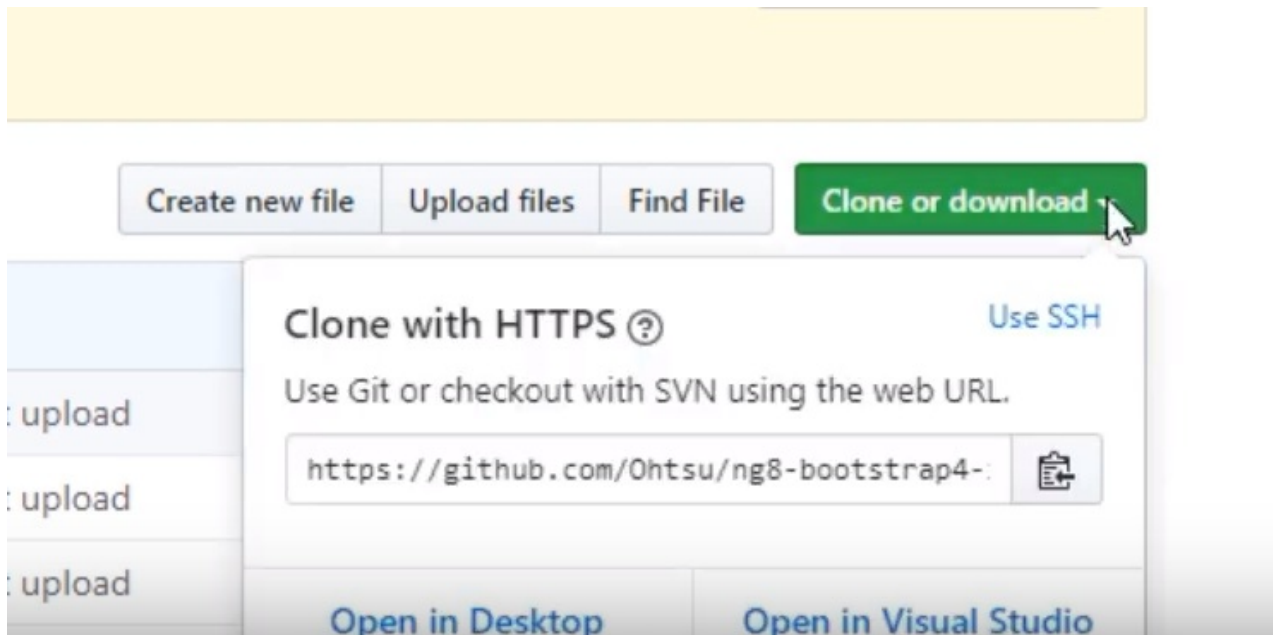 Create new file Upload files Find File Clone or download
Clone with HTTPS Use SSH
Use Git or checkout with SVN using the web URL.
https://github.com/Ohtsu/ng8-bootstrap4-
upload
upload
upload
Open in Desktop Open in Visual Studio